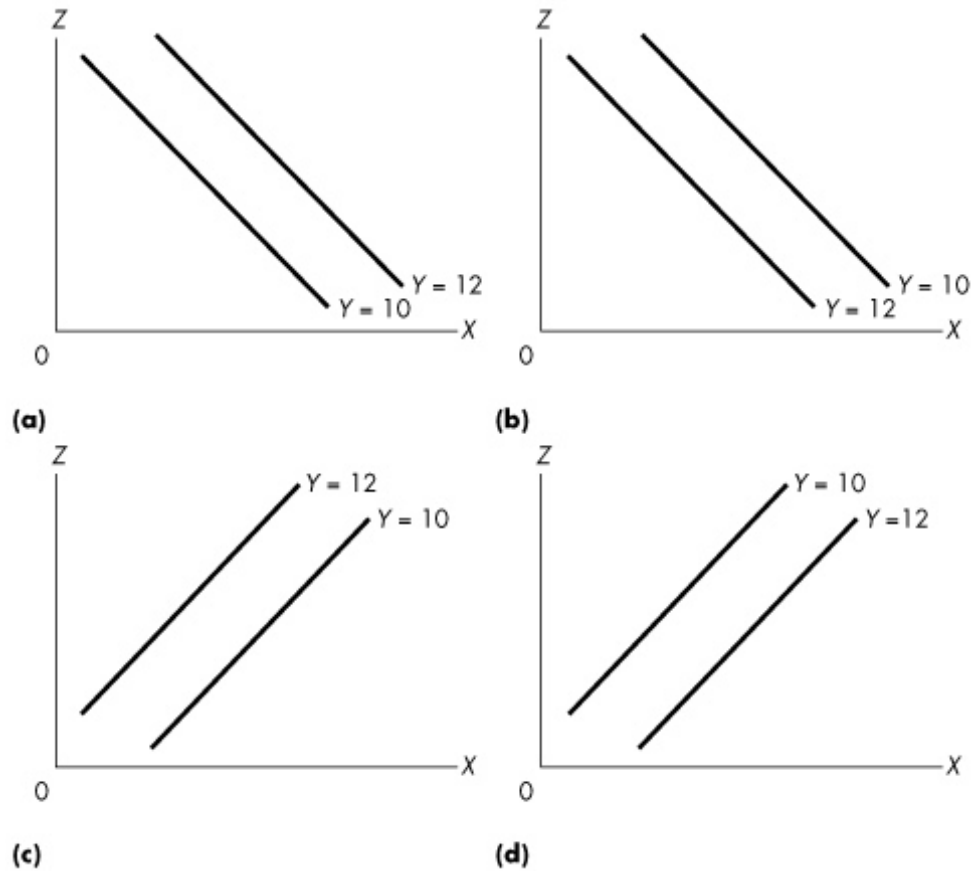 Z
Z
Y = 12
Y = 10
Y = 10
Y = 12
X
X
0
0
(a)
(b)
Z
Z
Y = 12
Y = 10
Y = 10
Y =12
X
X
0
0
(c)
(d)